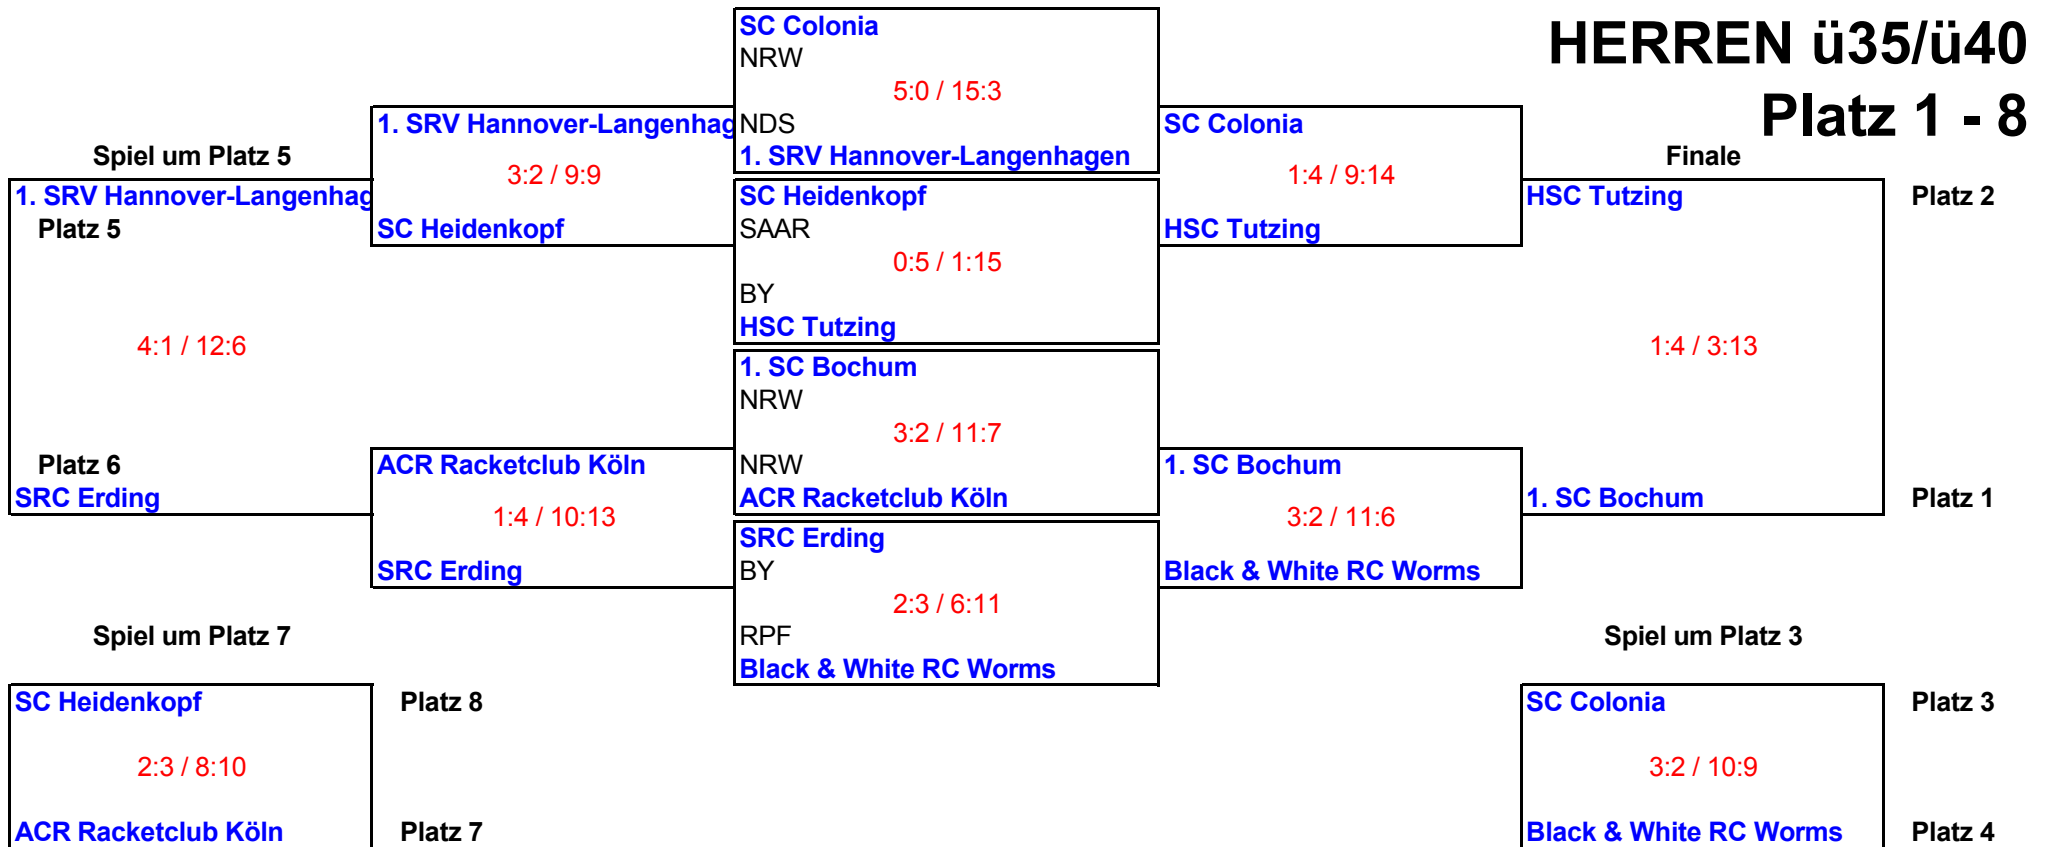 HERREN ü35/ü40
Platz 1 - 8
Spiel um Platz 5
1. SRV Hannover-Langenhag
Platz 5
4:1 / 12:6
Platz 6
SRC Erding
1. SRV Hannover-Langenhag
3:2 / 9:9
SC Heidenkopf
ACR Racketclub Köln
1:4 / 10:13
SRC Erding
SC Colonia
NRW
5:0 / 15:3
NDS
1. SRV Hannover-Langenhagen
SC Heidenkopf
SAAR
0:5 / 1:15
BY
HSC Tutzing
1. SC Bochum
NRW
3:2 / 11:7
NRW
ACR Racketclub Köln
SRC Erding
BY
2:3 / 6:11
RPF
Black & White RC Worms
SC Colonia
1:4 / 9:14
HSC Tutzing
1. SC Bochum
3:2 / 11:6
Black & White RC Worms
Finale
HSC Tutzing
Platz 2
1:4 / 3:13
1. SC Bochum
Platz 1
Spiel um Platz 7
SC Heidenkopf
Platz 8
2:3 / 8:10
ACR Racketclub Köln
Platz 7
Spiel um Platz 3
SC Colonia
Platz 3
3:2 / 10:9
Black & White RC Worms
Platz 4